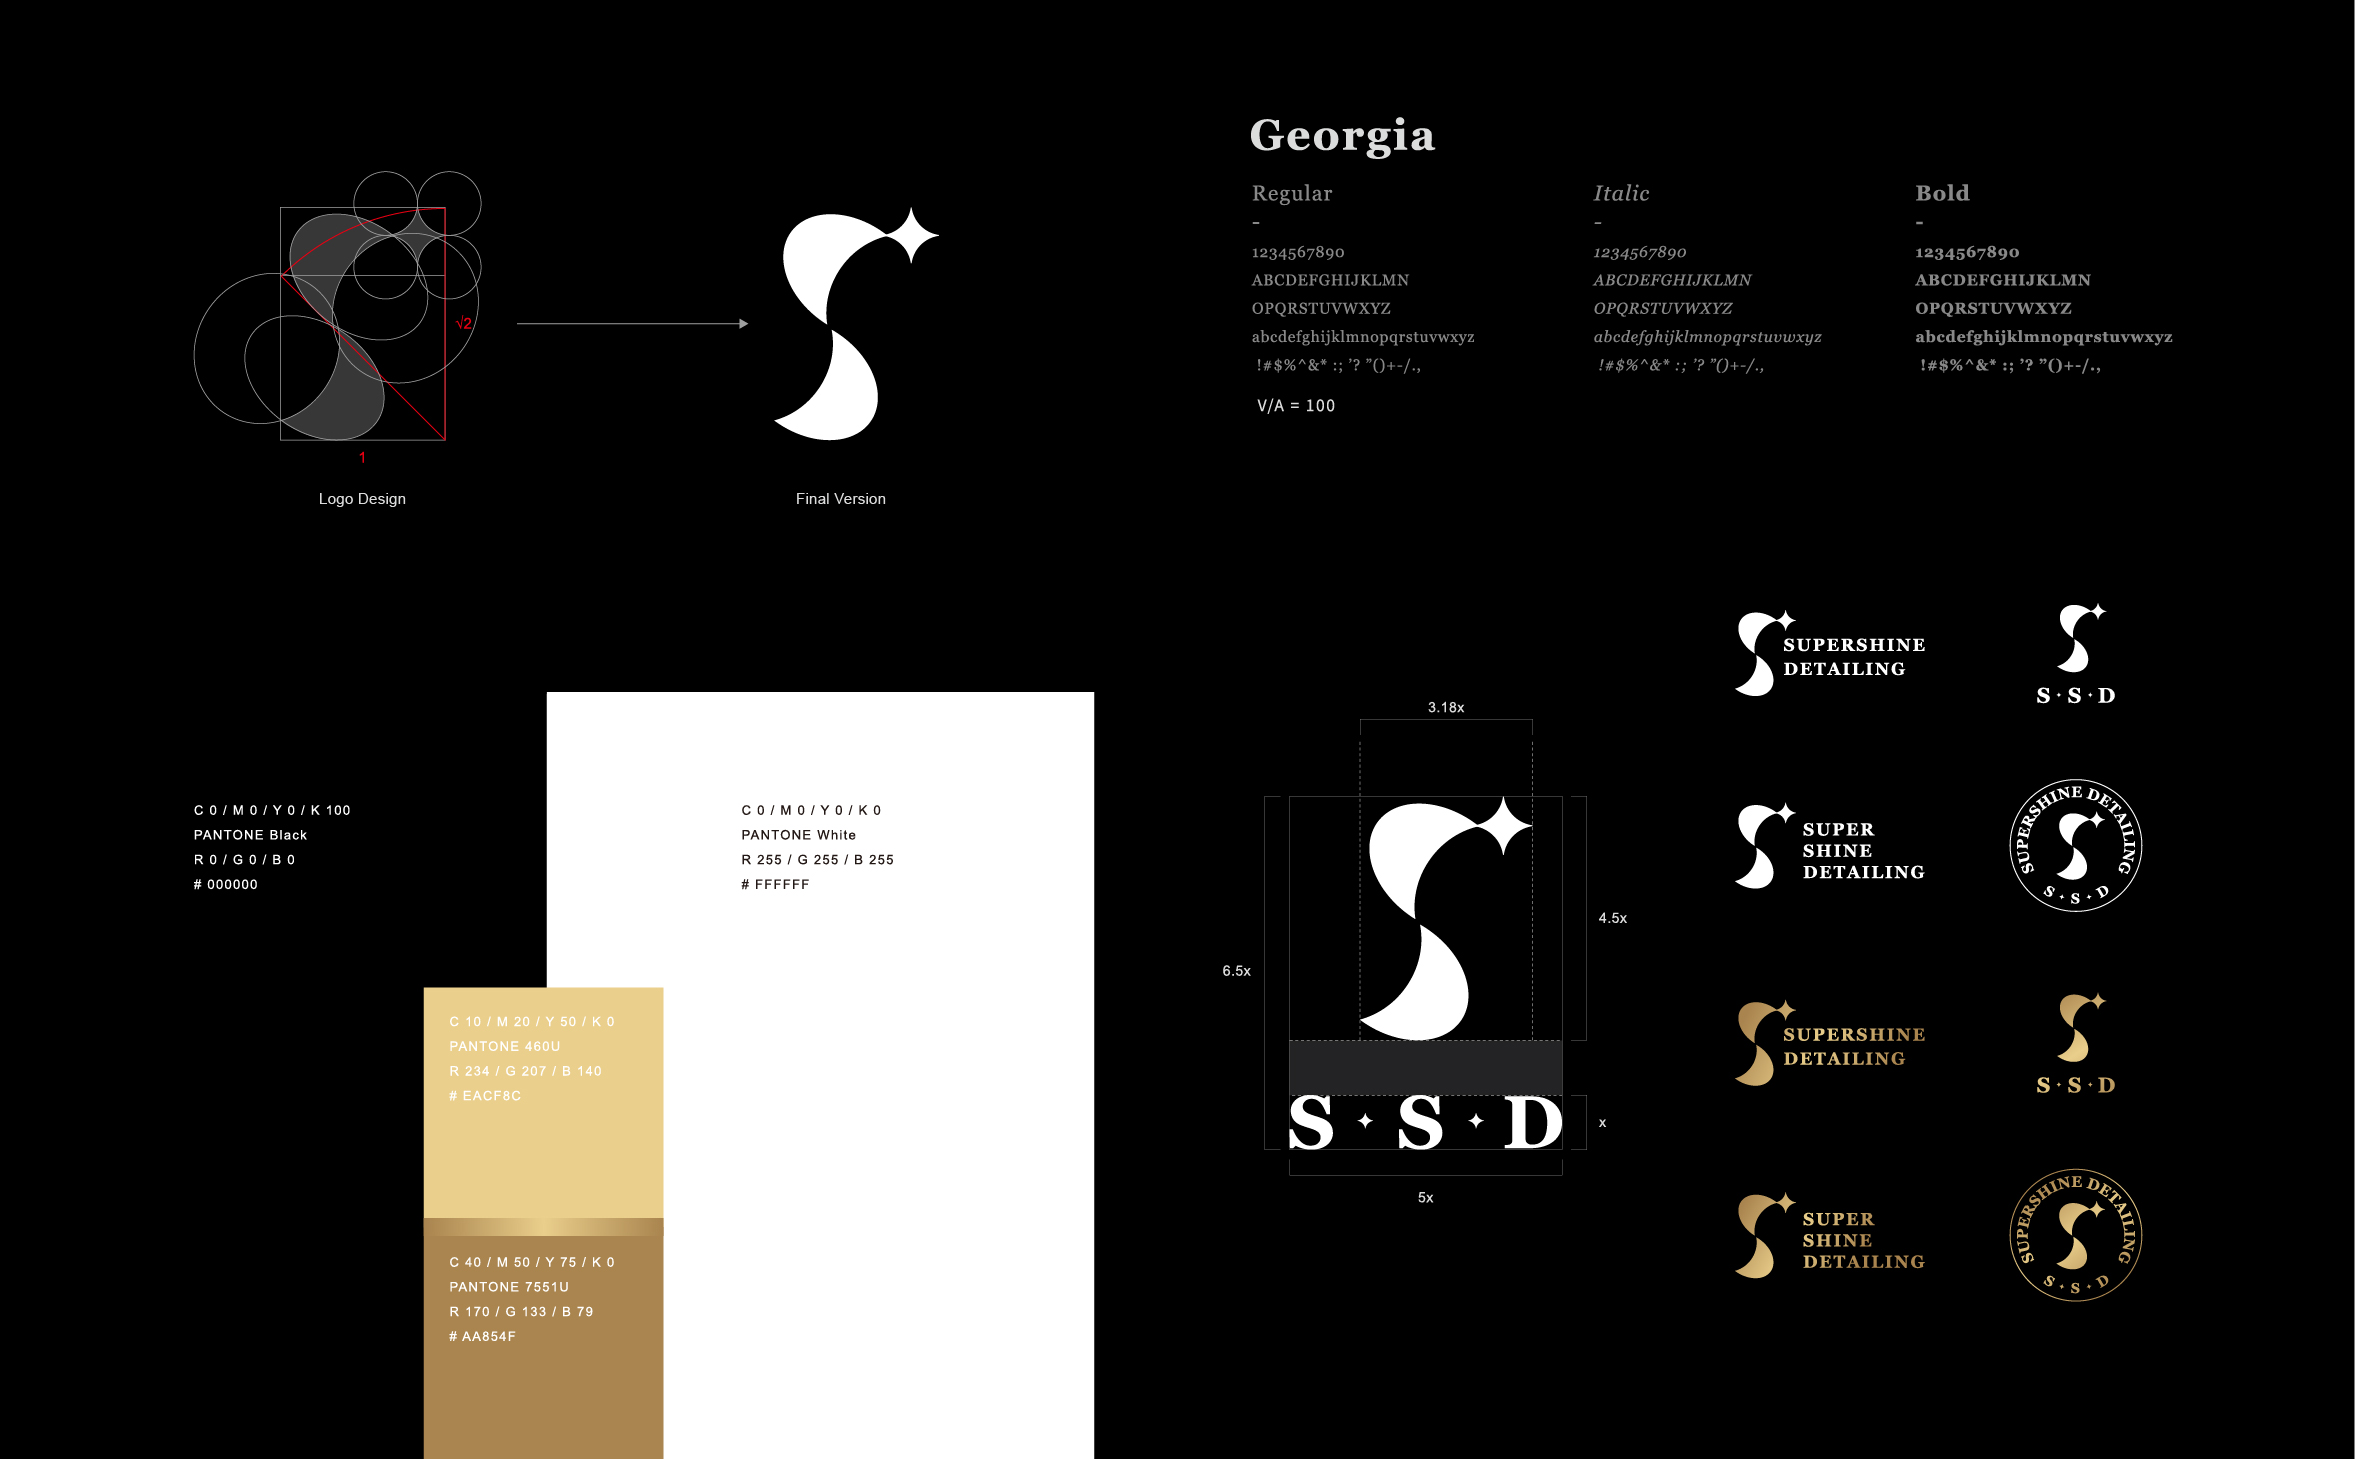 √2
1
Logo Design
Final Version
Georgia
Regular
-
1234567890
ABCDEFGHIJKLMN
OPQRSTUVWXYZ
abcdefghijklmnopqrstuvwxyz
!#$%^&* :; ’? ”()+-/.,
V/A = 100
Italic
-
1234567890
ABCDEFGHIJKLMN
OPQRSTUVWXYZ
abcdefghijklmnopqrstuvwxyz
!#$%^&* :; ’? ”()+-/.,
Bold
-
1234567890
ABCDEFGHIJKLMN
OPQRSTUVWXYZ
abcdefghijklmnopqrstuvwxyz
!#$%^&* :; ’? ”()+-/.,
C 0 / M 0 / Y 0 / K 100
PANTONE Black
R 0 / G 0 / B 0
# 000000
C 0 / M 0 / Y 0 / K 0
PANTONE White
R 255 / G 255 / B 255
# FFFFFF
C 10 / M 20 / Y 50 / K 0
PANTONE 460U
R 234 / G 207 / B 140
# EACF8C
C 40 / M 50 / Y 75 / K 0
PANTONE 7551U
R 170 / G 133 / B 79
# AA854F
3.18x
4.5x
6.5x
S S D
x
5x
SUPERSHINE
DETAILING
S · S · D
SUPER
SHINE
DETAILING
SUPERSHINE DETAILING
S · S · D
SUPERSHINE
DETAILING
S · S · D
SUPER
SHINE
DETAILING
SUPERSHINE DETAILING
S · S · D